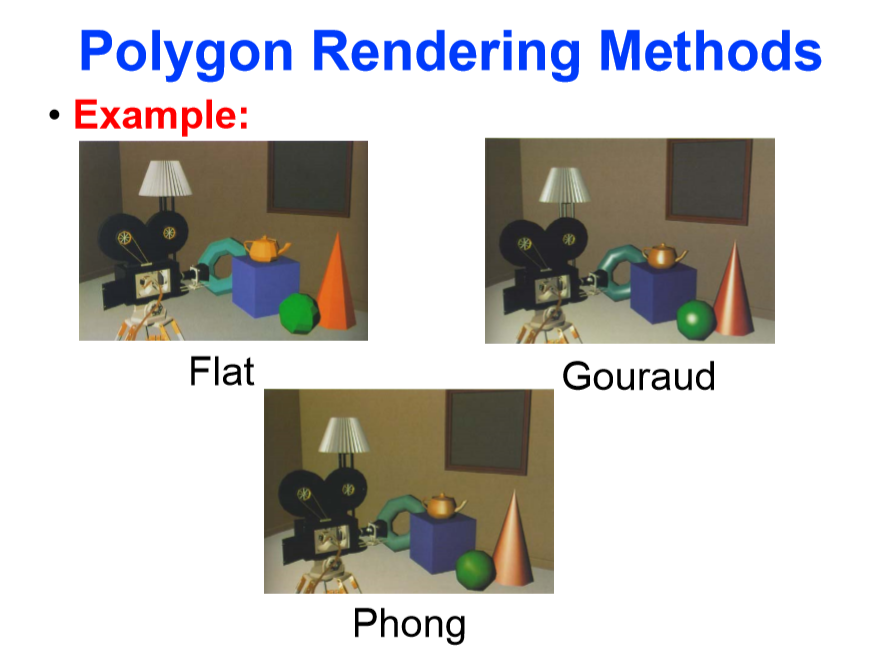 Polygon Rendering Methods
• Example:
Flat
Gouraud
Phong